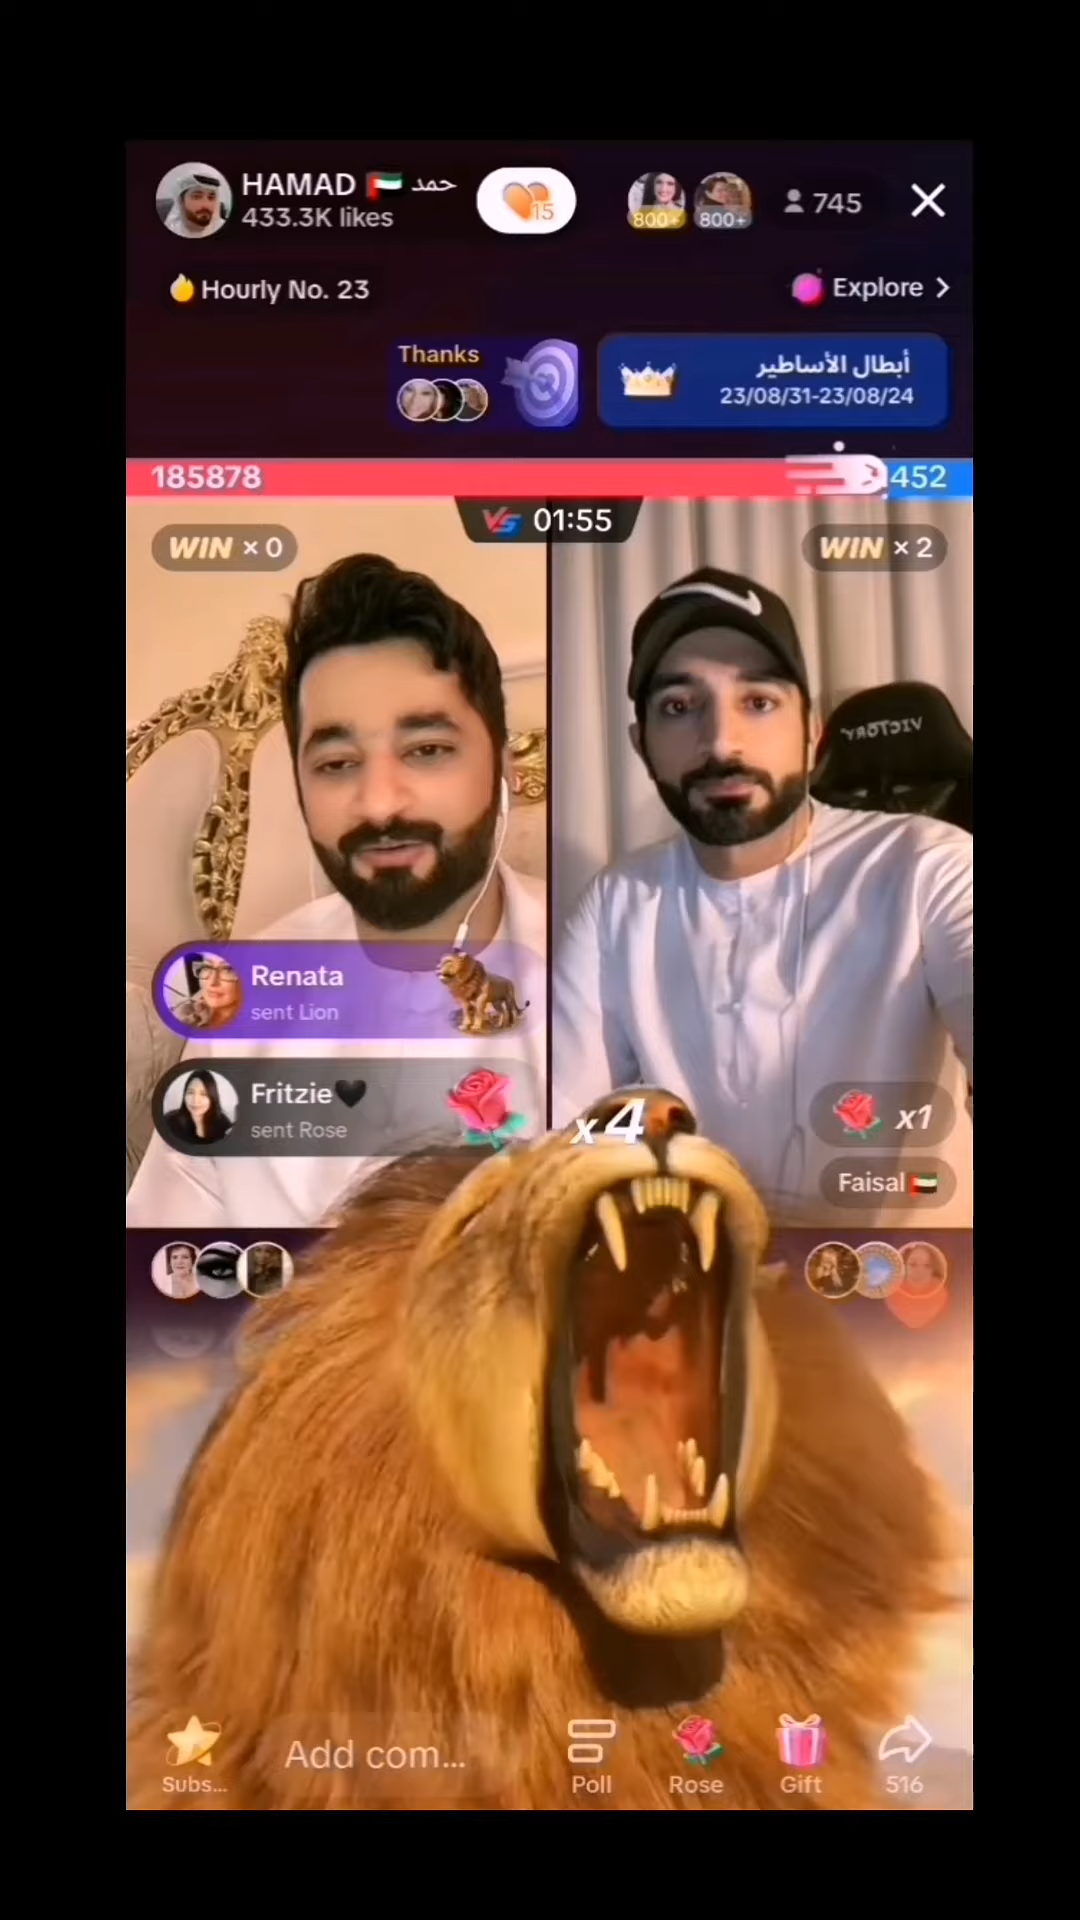 HAMAD 🇦🇪 حمد
433.3K likes
15
800+
800+
745
Hourly No. 23
Explore
Thanks
أبطال الأساطير
23/08/31-23/08/24
185878
452
VS 01:55
WIN × 0
WIN × 2
VICTORY
Renata
sent Lion
Fritzie🖤
sent Rose
x4
x1
Faisal🇦🇪
Subs...
Add com...
Poll
Rose
Gift
516